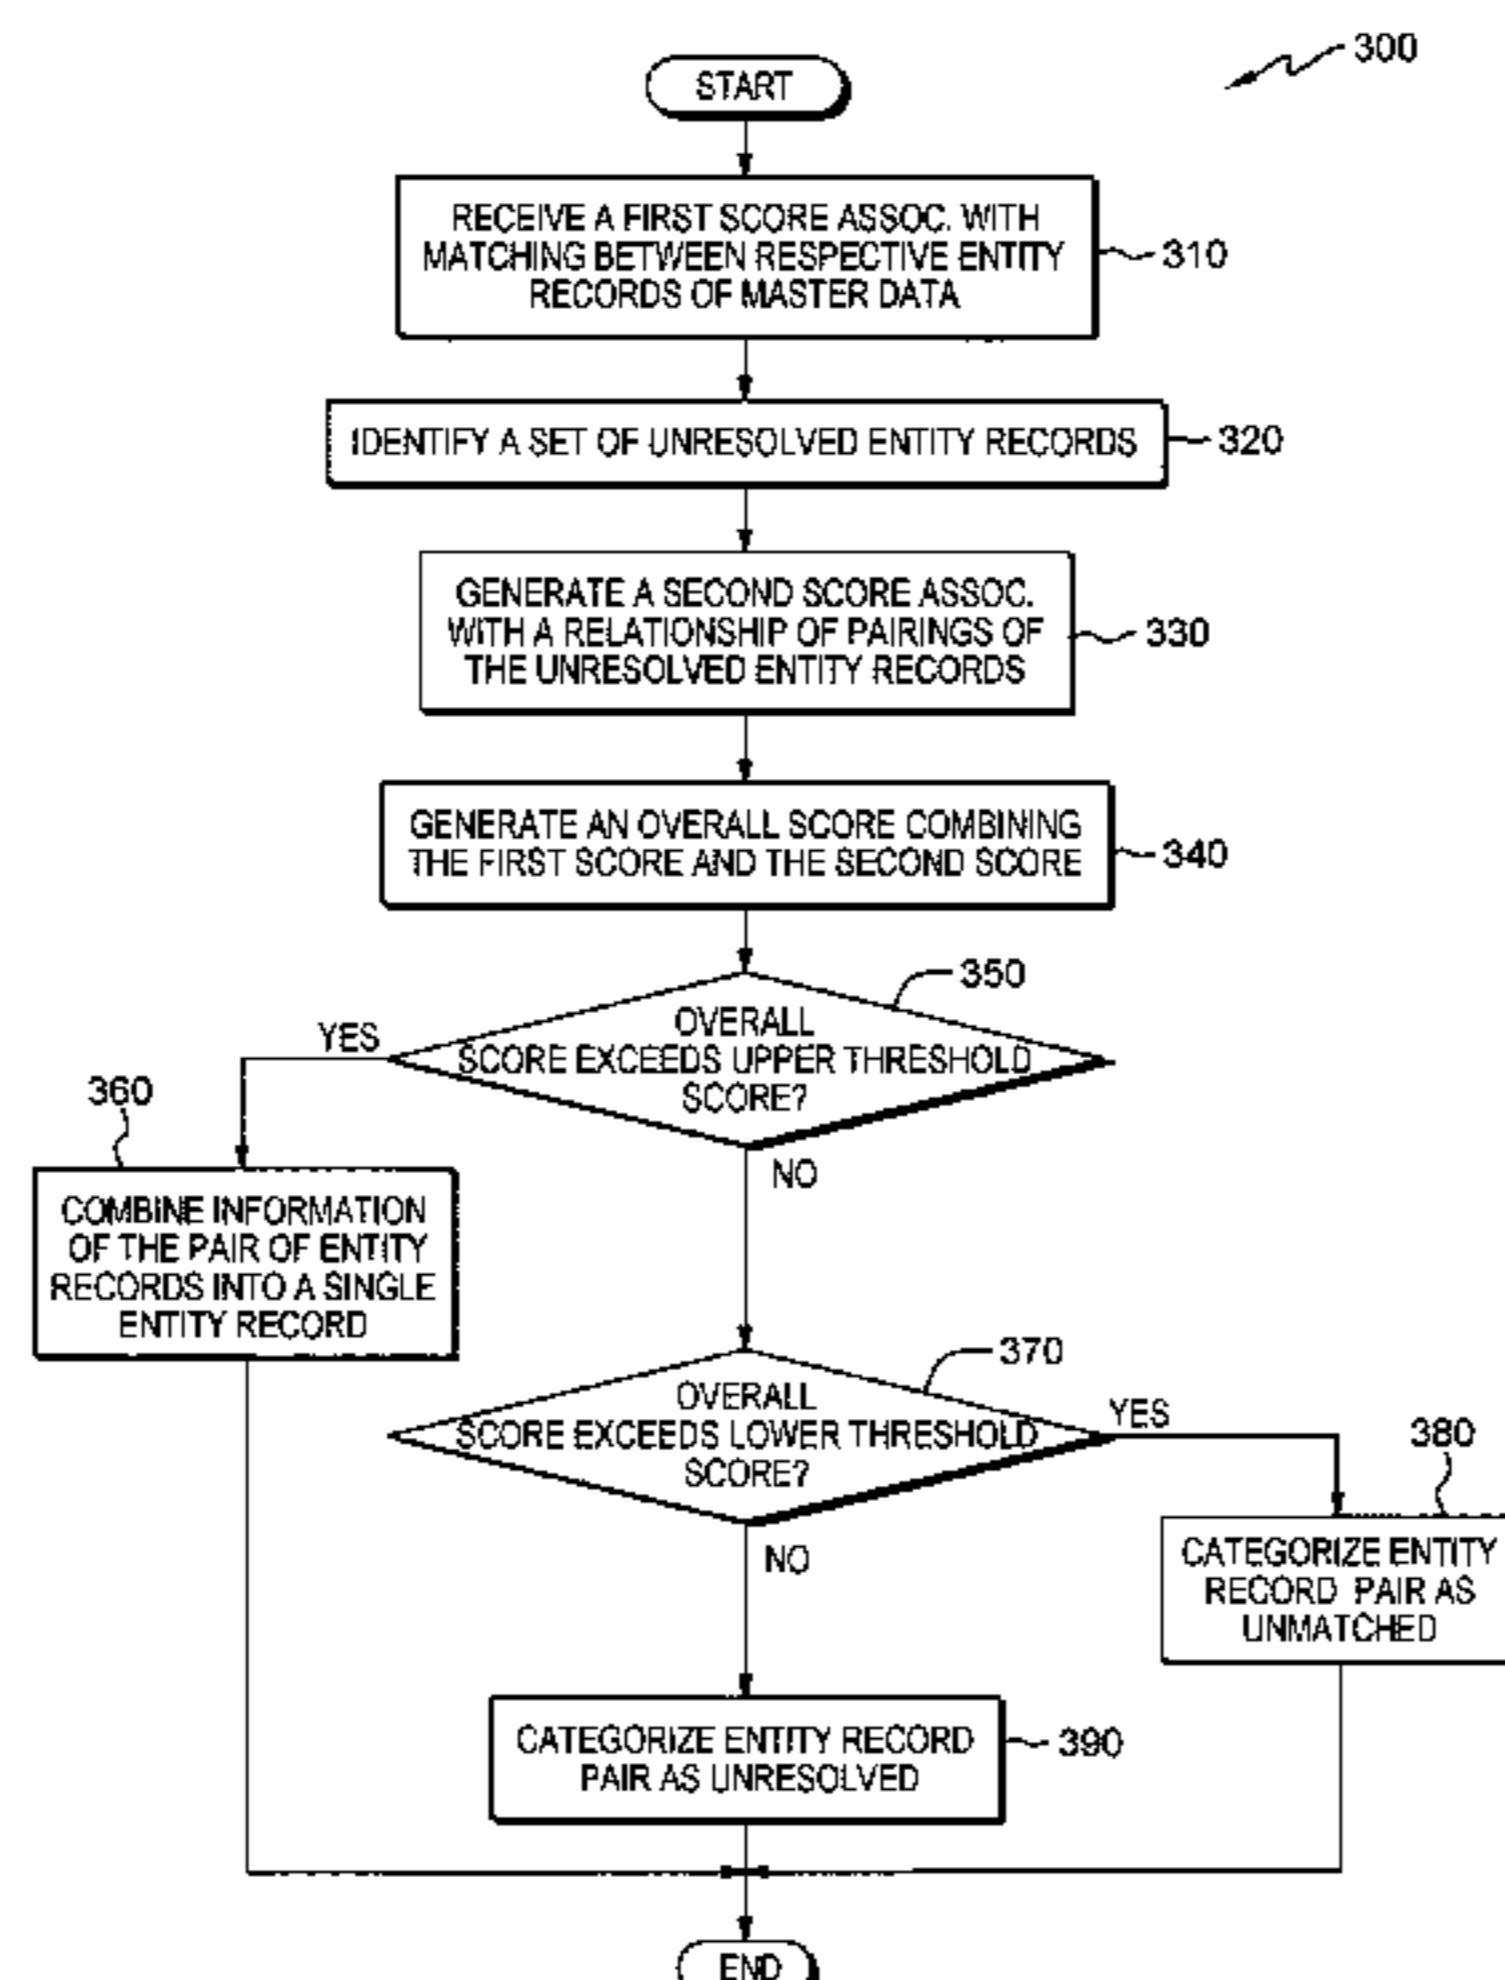 300
START
RECEIVE A FIRST SCORE ASSOC. WITH
MATCHING BETWEEN RESPECTIVE ENTITY
RECORDS OF MASTER DATA
310
IDENTIFY A SET OF UNRESOLVED ENTITY RECORDS
320
GENERATE A SECOND SCORE ASSOC.
WITH A RELATIONSHIP OF PAIRINGS OF
THE UNRESOLVED ENTITY RECORDS
330
GENERATE AN OVERALL SCORE COMBINING
THE FIRST SCORE AND THE SECOND SCORE
340
350
OVERALL
SCORE EXCEEDS UPPER THRESHOLD
SCORE?
YES
NO
360
COMBINE INFORMATION
OF THE PAIR OF ENTITY
RECORDS INTO A SINGLE
ENTITY RECORD
370
OVERALL
SCORE EXCEEDS LOWER THRESHOLD
SCORE?
YES
NO
380
CATEGORIZE ENTITY
RECORD PAIR AS
UNMATCHED
CATEGORIZE ENTITY RECORD
PAIR AS UNRESOLVED
390
END